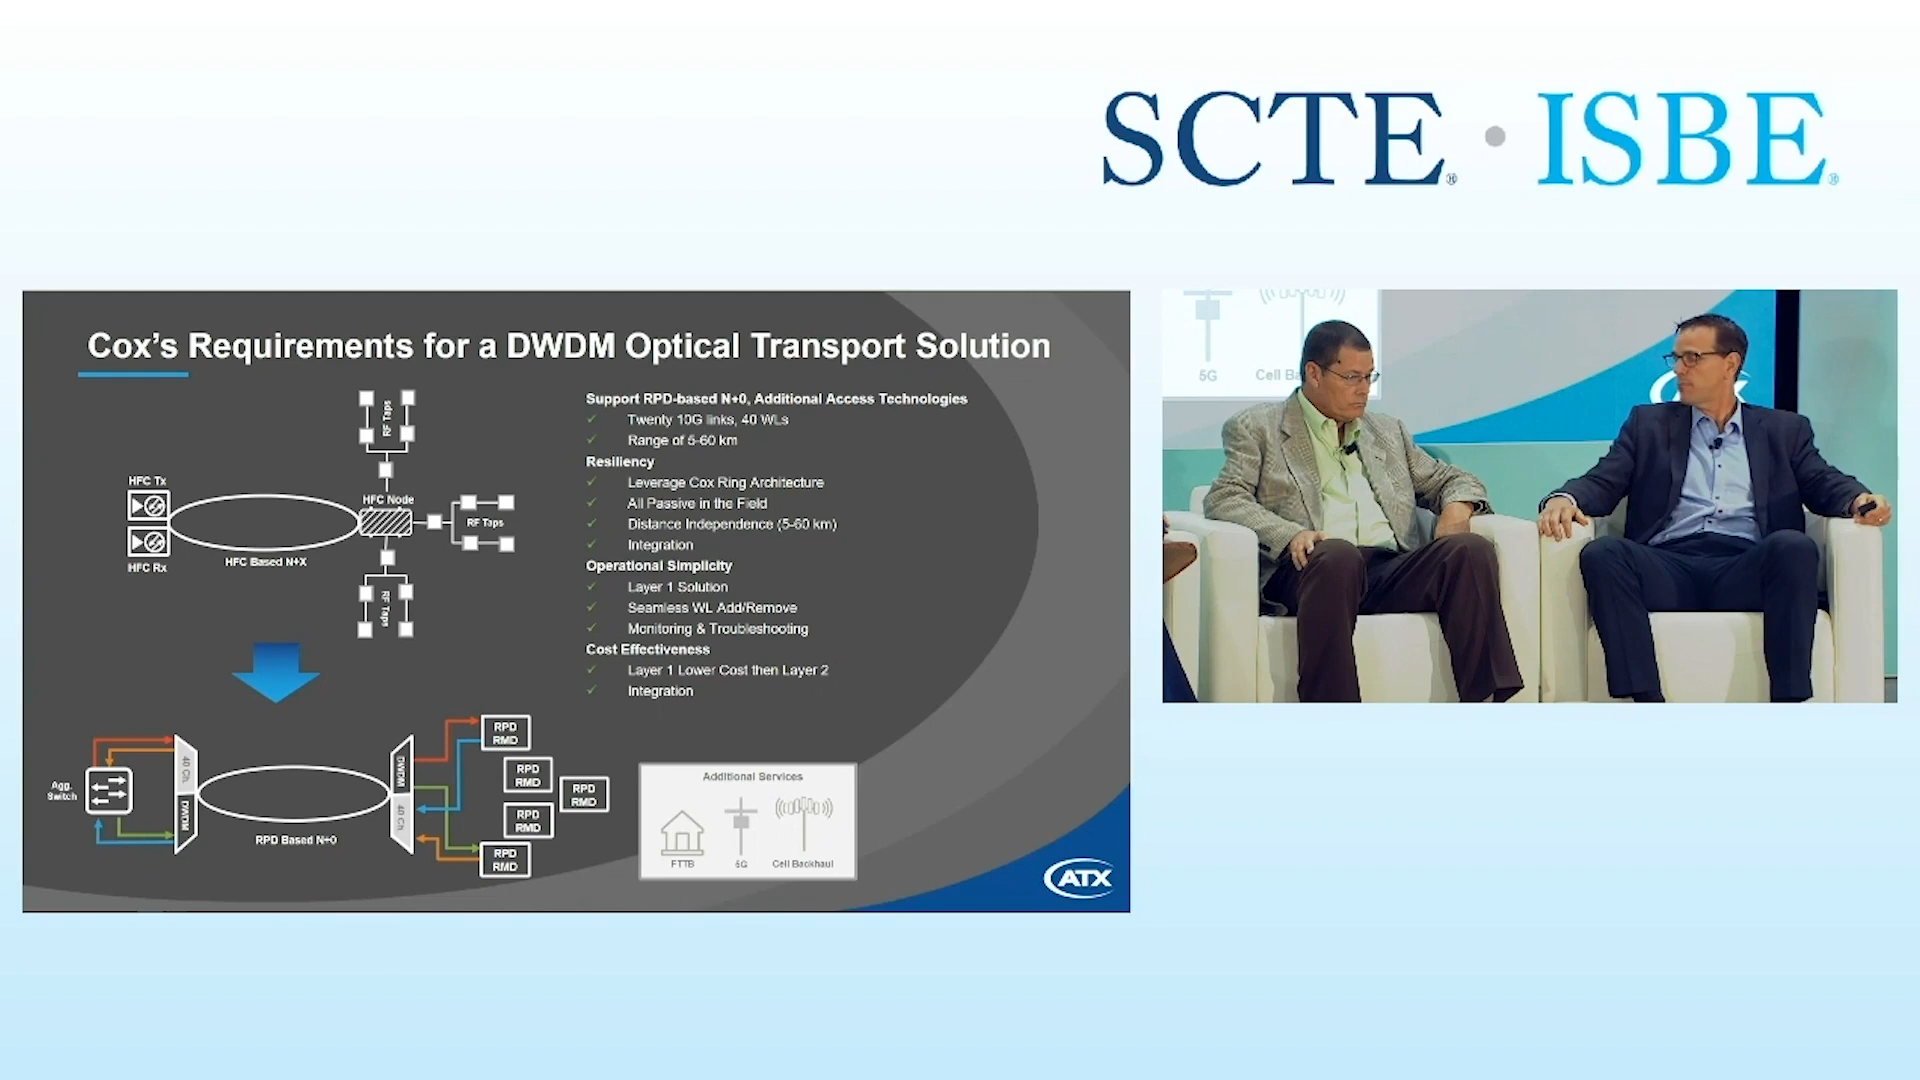 SCTE • ISBE
Cox's Requirements for a DWDM Optical Transport Solution
Support RPD-based N+0, Additional Access Technologies
✓ Twenty 10G links, 40 WLs
✓ Range of 5-60 km
Resiliency
✓ Leverage Cox Ring Architecture
✓ All Passive in the Field
✓ Distance Independence (5-60 km)
✓ Integration
Operational Simplicity
✓ Layer 1 Solution
✓ Seamless WL Add/Remove
✓ Monitoring & Troubleshooting
Cost Effectiveness
✓ Layer 1 Lower Cost then Layer 2
✓ Integration
RF Taps
HFC Tx
HFC Node
RF Taps
HFC Based N+X
HFC Rx
RF Taps
Agg.
Switch
40 Ch.
DWDM
RPD Based N+0
DWDM
40 Ch.
RPD
RMD
RPD
RMD
RPD
RMD
RPD
RMD
RPD
RMD
Additional Services
FTTB
5G
Cell Backhaul
ATX
5G
Cell Ba